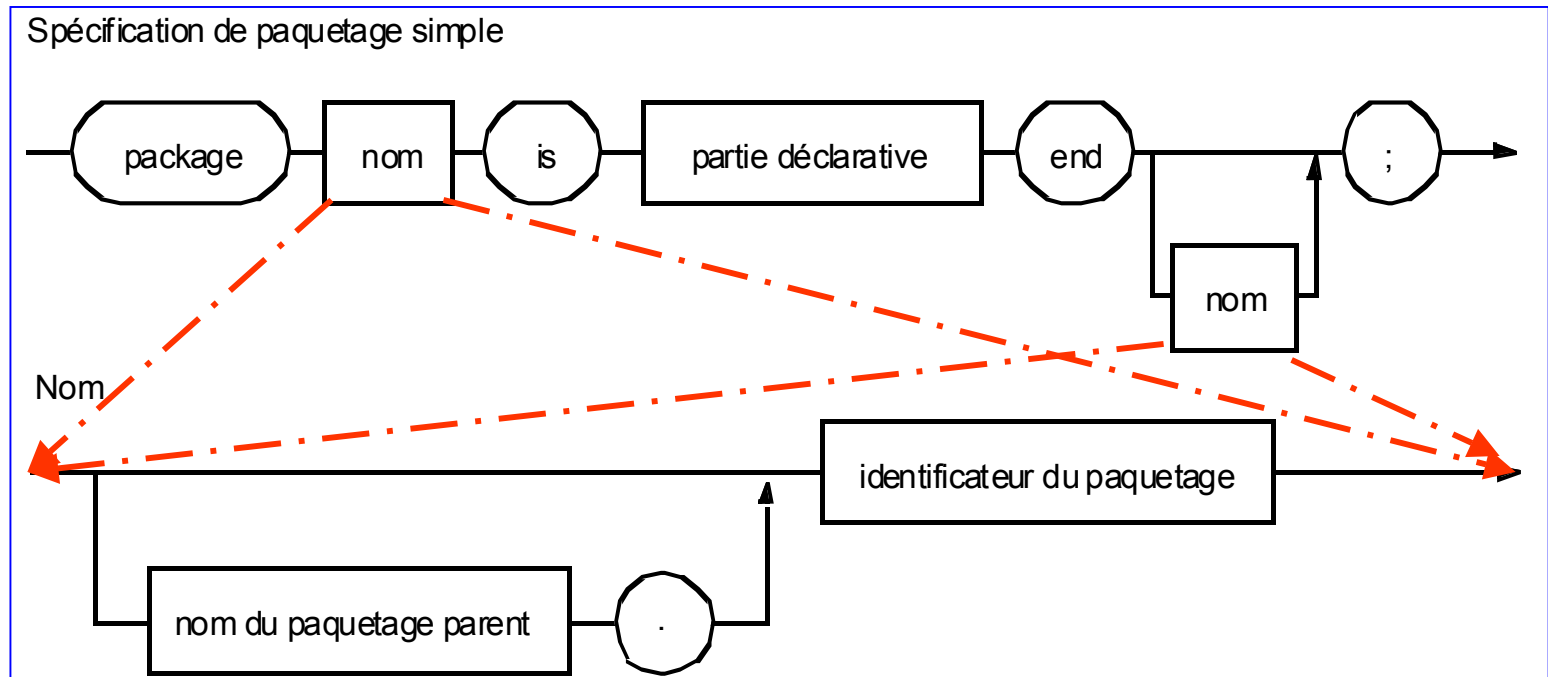 Spécification de paquetage simple
package nom is partie déclarative end ;
nom
Nom
identificateur du paquetage
nom du paquetage parent .